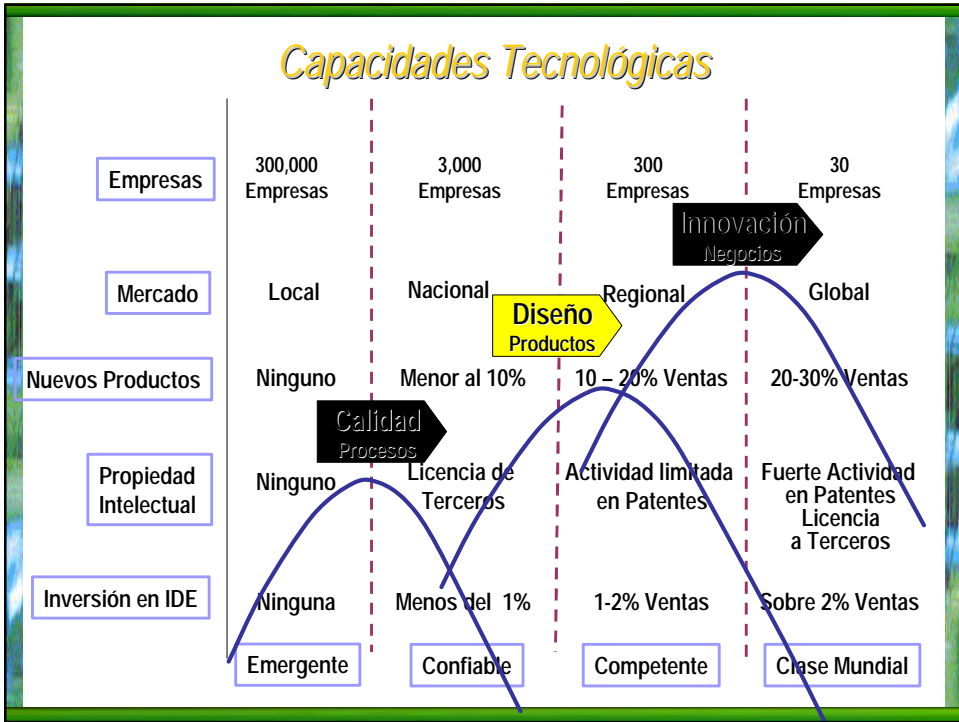 Capacidades Tecnológicas
Empresas
300,000
Empresas
3,000
Empresas
300
Empresas
30
Empresas
Innovación
Negocios
Mercado
Local
Nacional
Regional
Global
Diseño
Productos
Nuevos Productos
Ninguno
Menor al 10%
10 – 20% Ventas
20-30% Ventas
Calidad
Procesos
Propiedad
Intelectual
Ninguno
Licencia de
Terceros
Actividad limitada
en Patentes
Fuerte Actividad
en Patentes
Licencia
a Terceros
Inversión en IDE
Ninguna
Menos del 1%
1-2% Ventas
Sobre 2% Ventas
Emergente
Confiable
Competente
Clase Mundial